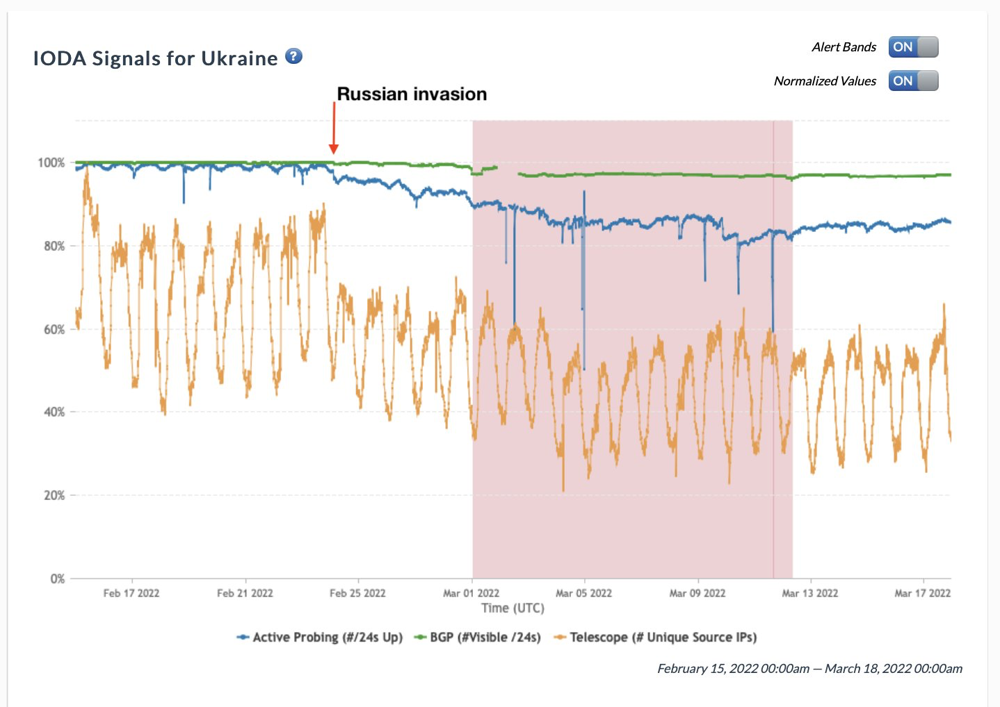 IODA Signals for Ukraine ?
Alert Bands ON
Normalized Values ON
Russian invasion
100%
80%
60%
40%
20%
0%
Feb 17 2022 Feb 21 2022 Feb 25 2022 Mar 01 2022 Mar 05 2022 Mar 09 2022 Mar 13 2022 Mar 17 2022
Time (UTC)
Active Probing (#/24s Up) BGP (#Visible /24s) Telescope (# Unique Source IPs)
February 15, 2022 00:00am — March 18, 2022 00:00am